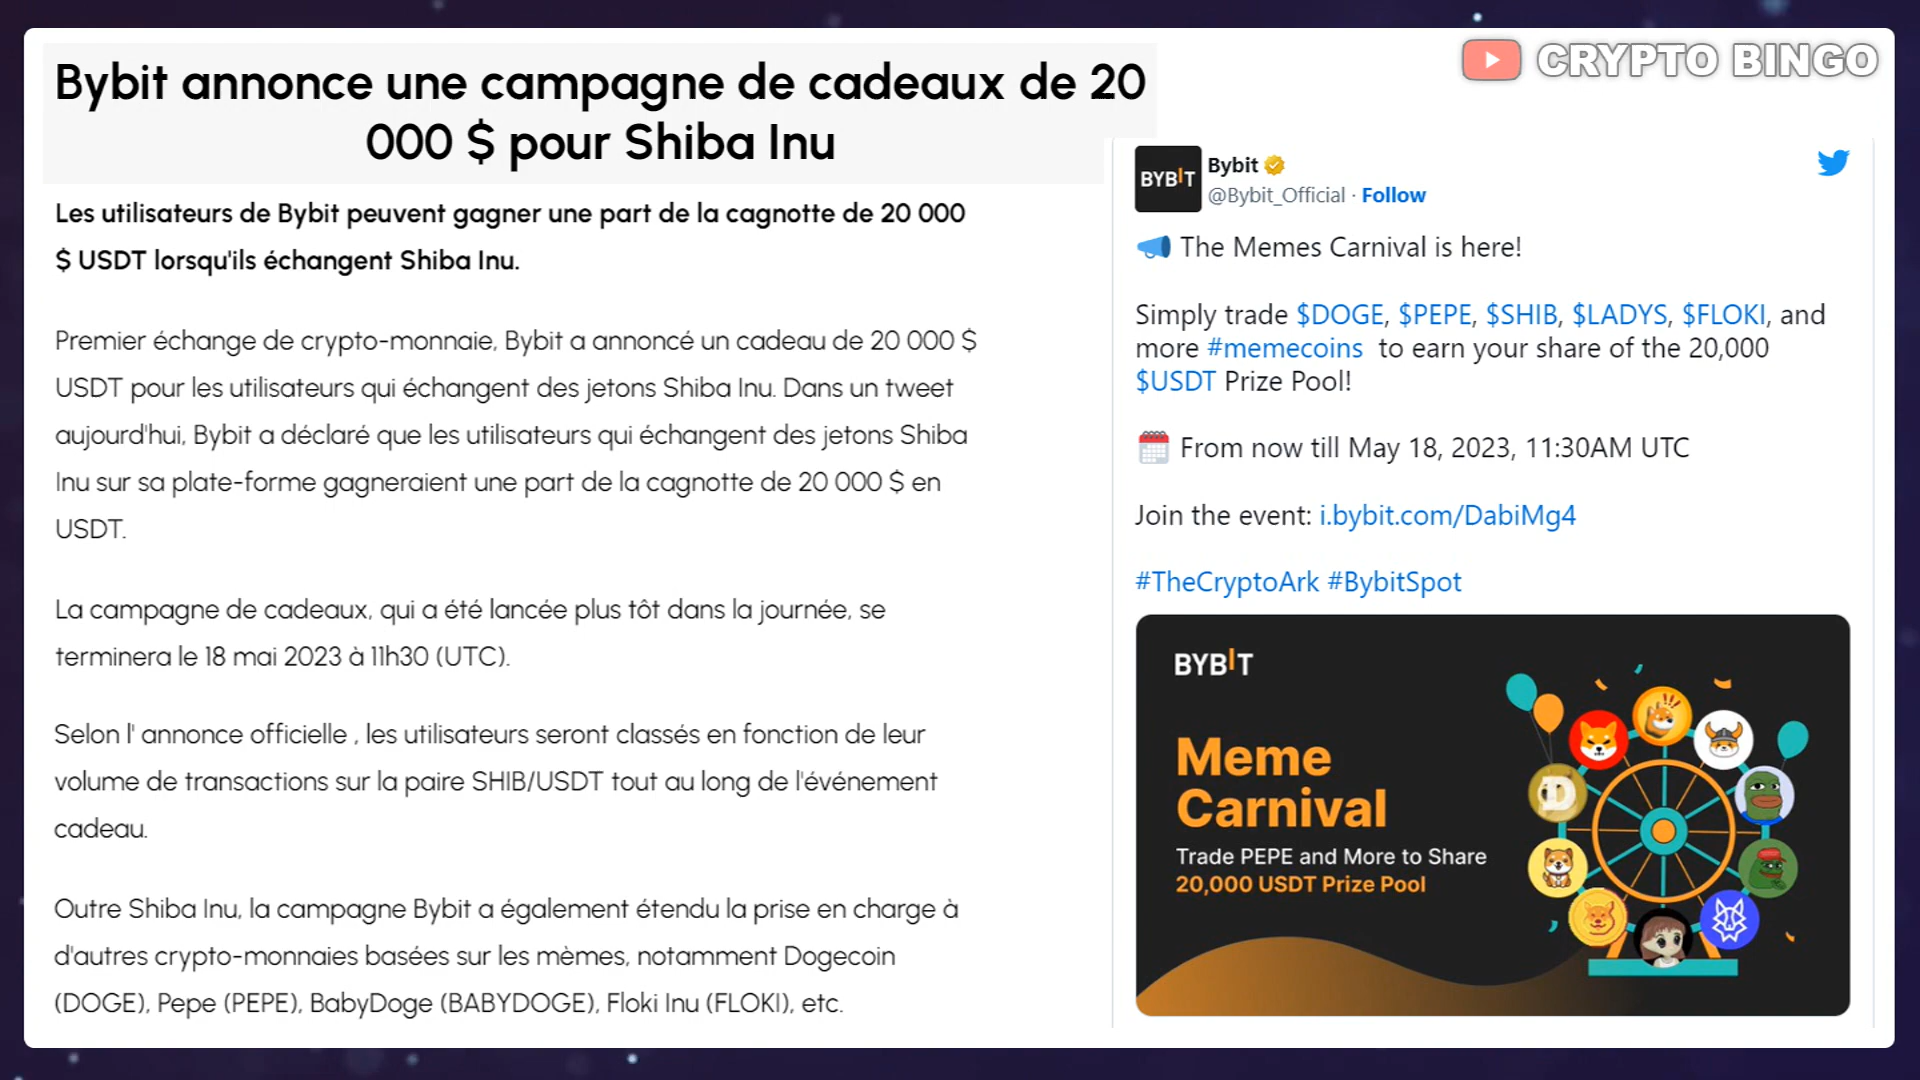 Bybit annonce une campagne de cadeaux de 20
000 $ pour Shiba Inu
Les utilisateurs de Bybit peuvent gagner une part de la cagnotte de 20 000
$ USDT lorsqu'ils échangent Shiba Inu.
Premier échange de crypto-monnaie, Bybit a annoncé un cadeau de 20 000 $
USDT pour les utilisateurs qui échangent des jetons Shiba Inu. Dans un tweet
aujourd'hui, Bybit a déclaré que les utilisateurs qui échangent des jetons Shiba
Inu sur sa plate-forme gagneraient une part de la cagnotte de 20 000 $ en
USDT.
La campagne de cadeaux, qui a été lancée plus tôt dans la journée, se
terminera le 18 mai 2023 à 11h30 (UTC).
Selon l' annonce officielle , les utilisateurs seront classés en fonction de leur
volume de transactions sur la paire SHIB/USDT tout au long de l'événement
cadeau.
Outre Shiba Inu, la campagne Bybit a également étendu la prise en charge à
d'autres crypto-monnaies basées sur les mèmes, notamment Dogecoin
(DOGE), Pepe (PEPE), BabyDoge (BABYDOGE), Floki Inu (FLOKI), etc.
CRYPTO BINGO
BYBIT
Bybit
@Bybit_Official · Follow
The Memes Carnival is here!
Simply trade $DOGE, $PEPE, $SHIB, $LADYS, $FLOKI, and
more #memecoins to earn your share of the 20,000
$USDT Prize Pool!
From now till May 18, 2023, 11:30AM UTC
Join the event: i.bybit.com/DabiMg4
#TheCryptoArk #BybitSpot
BYBIT
Meme
Carnival
Trade PEPE and More to Share
20,000 USDT Prize Pool